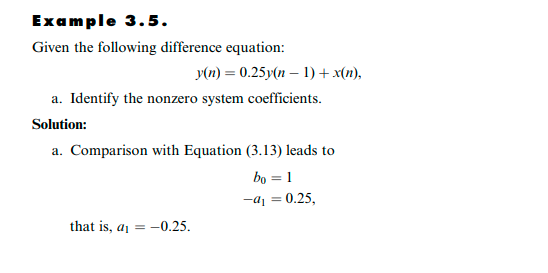 Example 3.5.
Given the following difference equation:
y(n) = 0.25y(n – 1) + x(n),
a. Identify the nonzero system coefficients.
Solution:
a. Comparison with Equation (3.13) leads to
b₀ = 1
−a₁ = 0.25,
that is, a₁ = −0.25.